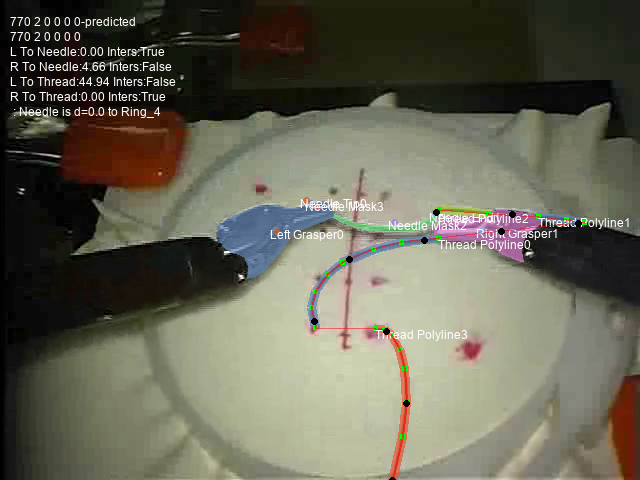 770 2 0 0 0 0-predicted
770 2 0 0 0 0
L To Needle:0.00 Inters:True
R To Needle:4.66 Inters:False
L To Thread:44.94 Inters:False
R To Thread:0.00 Inters:True
: Needle is d=0.0 to Ring_4
Needle Mask3
Thread Polyline2
Thread Polyline1
Needle Mask2
Left Grasper0
Right Grasper1
Thread Polyline0
Thread Polyline3